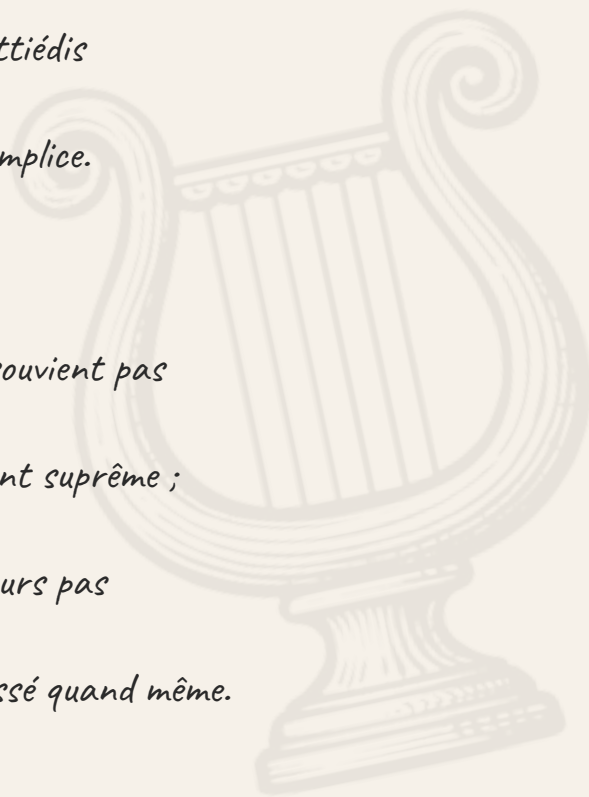 ttiédis
mplice.
ouvient pas
nt suprême ;
urs pas
ssé quand même.